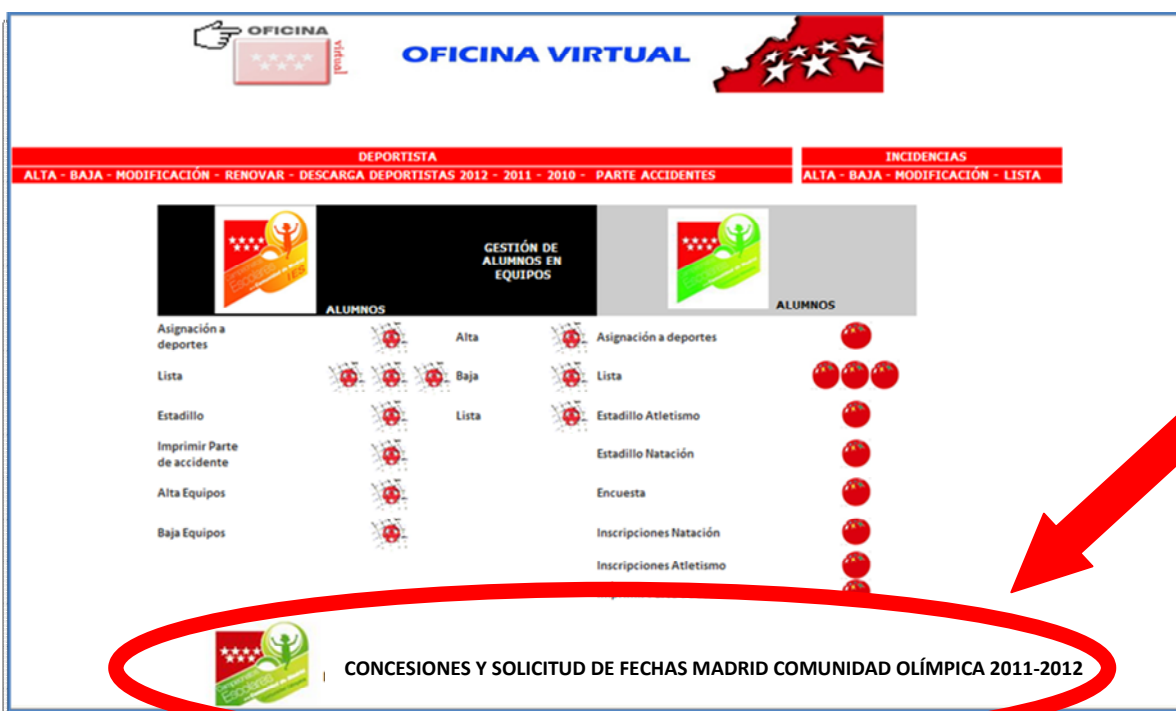 OFICINA
virtual
OFICINA VIRTUAL
DEPORTISTA
ALTA - BAJA - MODIFICACIÓN - RENOVAR - DESCARGA DEPORTISTAS 2012 - 2011 - 2010 - PARTE ACCIDENTES
INCIDENCIAS
ALTA - BAJA - MODIFICACIÓN - LISTA
Escolares
IES
ALUMNOS
GESTIÓN DE
ALUMNOS EN
EQUIPOS
ALUMNOS
Asignación a
deportes
Alta
Asignación a deportes
Lista
Baja
Lista
Estadillo
Lista
Estadillo Atletismo
Imprimir Parte
de accidente
Estadillo Natación
Alta Equipos
Encuesta
Baja Equipos
Inscripciones Natación
Inscripciones Atletismo
Escolares
CONCESIONES Y SOLICITUD DE FECHAS MADRID COMUNIDAD OLÍMPICA 2011-2012